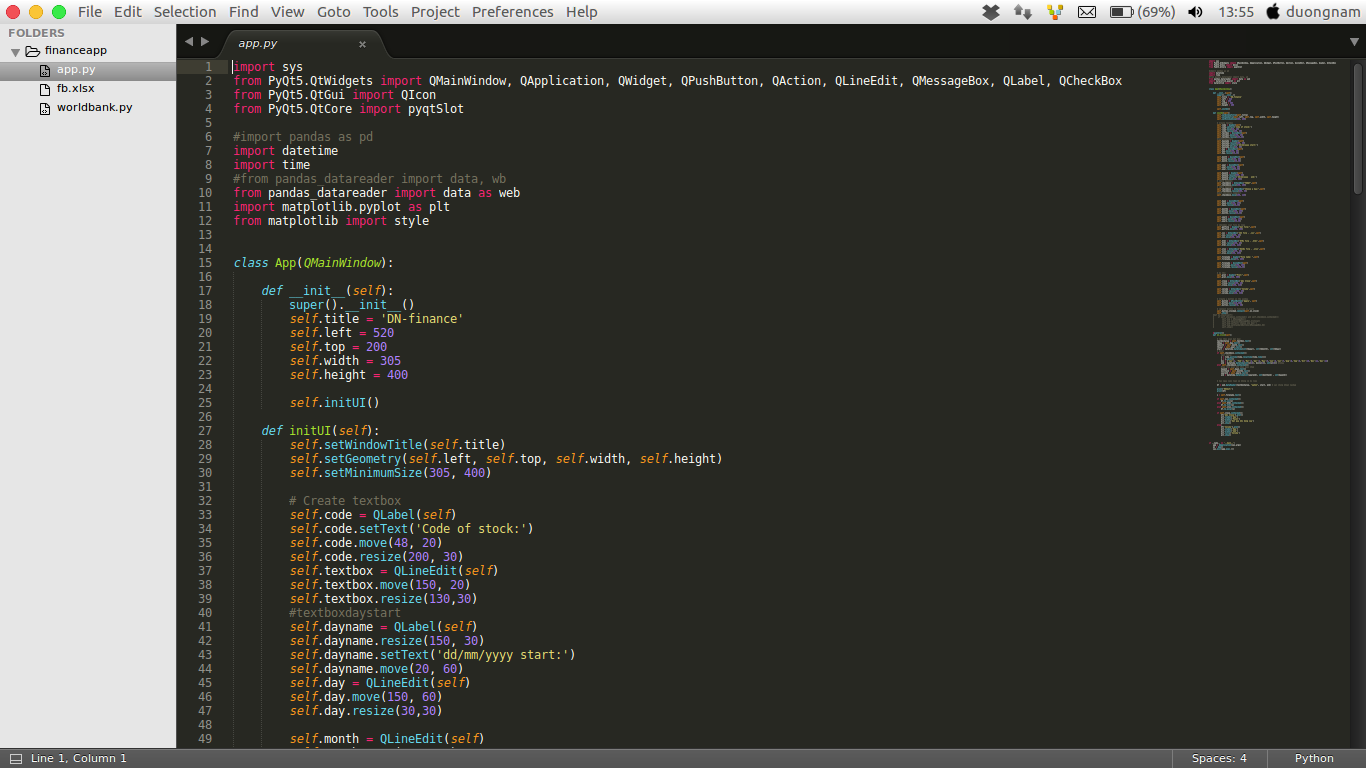 File Edit Selection Find View Goto Tools Project Preferences Help (69%) 13:55 duongnam
FOLDERS
financeapp
app.py
fb.xlsx
worldbank.py
app.py
1 import sys
2 from PyQt5.QtWidgets import QMainWindow, QApplication, QWidget, QPushButton, QAction, QLineEdit, QMessageBox, QLabel, QCheckBox
3 from PyQt5.QtGui import QIcon
4 from PyQt5.QtCore import pyqtSlot
5
6 #import pandas as pd
7 import datetime
8 import time
9 #from pandas_datareader import data, wb
10 from pandas_datareader import data as web
11 import matplotlib.pyplot as plt
12 from matplotlib import style
13
14
15 class App(QMainWindow):
16
17     def __init__(self):
18         super().__init__()
19         self.title = 'DN-finance'
20         self.left = 520
21         self.top = 200
22         self.width = 305
23         self.height = 400
24
25         self.initUI()
26
27     def initUI(self):
28         self.setWindowTitle(self.title)
29         self.setGeometry(self.left, self.top, self.width, self.height)
30         self.setMinimumSize(305, 400)
31
32         # Create textbox
33         self.code = QLabel(self)
34         self.code.setText('Code of stock:')
35         self.code.move(48, 20)
36         self.code.resize(200, 30)
37         self.textbox = QLineEdit(self)
38         self.textbox.move(150, 20)
39         self.textbox.resize(130,30)
40         #textboxdaystart
41         self.dayname = QLabel(self)
42         self.dayname.resize(150, 30)
43         self.dayname.setText('dd/mm/yyyy start:')
44         self.dayname.move(20, 60)
45         self.day = QLineEdit(self)
46         self.day.move(150, 60)
47         self.day.resize(30,30)
48
49         self.month = QLineEdit(self)
Line 1, Column 1 Spaces: 4 Python